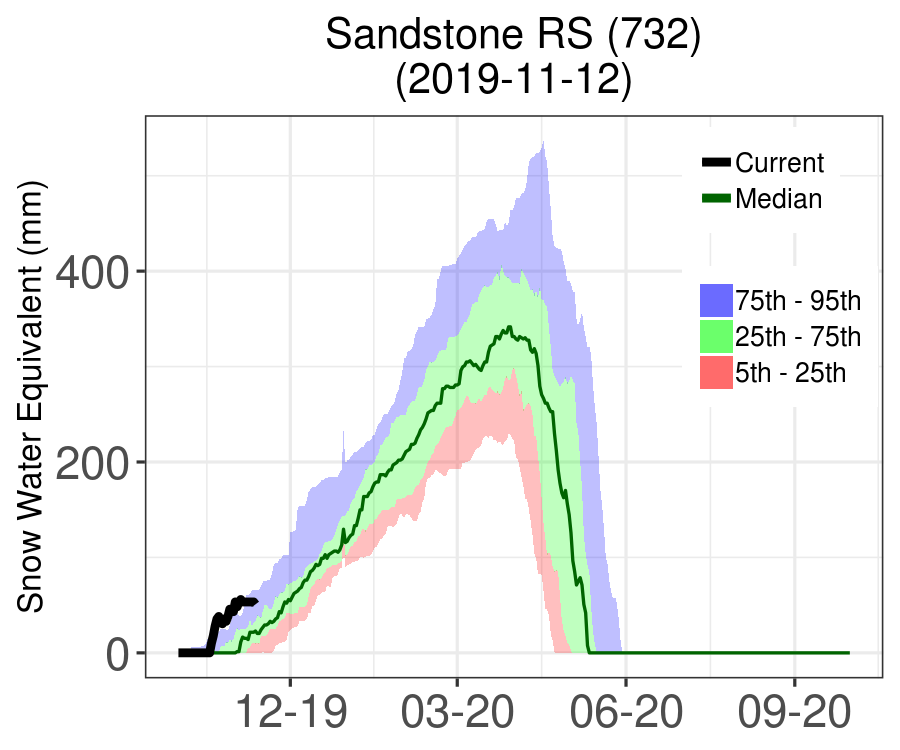 Sandstone RS (732)
(2019-11-12)
Snow Water Equivalent (mm)
400
200
0
12-19
03-20
06-20
09-20
Current
Median
75th - 95th
25th - 75th
5th - 25th